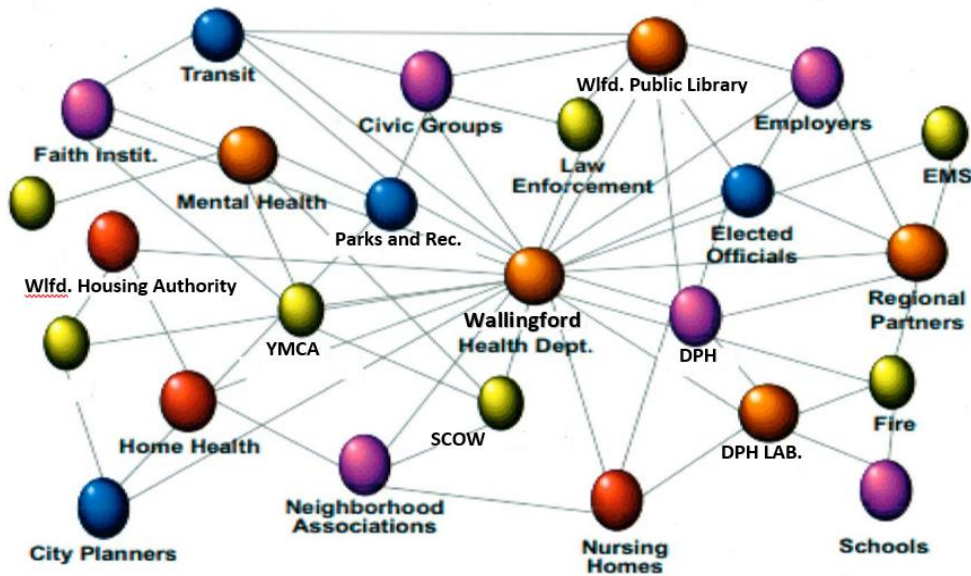 Transit
Wlfd. Public Library
Civic Groups
Employers
Faith Instit.
Law
Enforcement
EMS
Mental Health
Parks and Rec.
Elected
Officials
Wlfd. Housing Authority
Regional
Partners
Wallingford
Health Dept.
YMCA
DPH
Home Health
SCOW
Fire
DPH LAB.
Neighborhood
Associations
City Planners
Nursing
Homes
Schools